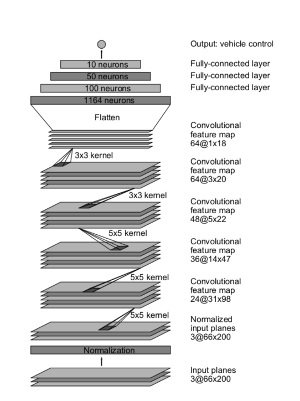 Output: vehicle control
10 neurons
Fully-connected layer
50 neurons
Fully-connected layer
100 neurons
Fully-connected layer
1164 neurons
Flatten
Convolutional
feature map
64@1x18
3x3 kernel
Convolutional
feature map
64@3x20
3x3 kernel
Convolutional
feature map
48@5x22
5x5 kernel
Convolutional
feature map
36@14x47
5x5 kernel
Convolutional
feature map
24@31x98
5x5 kernel
Normalized
input planes
3@66x200
Normalization
Input planes
3@66x200